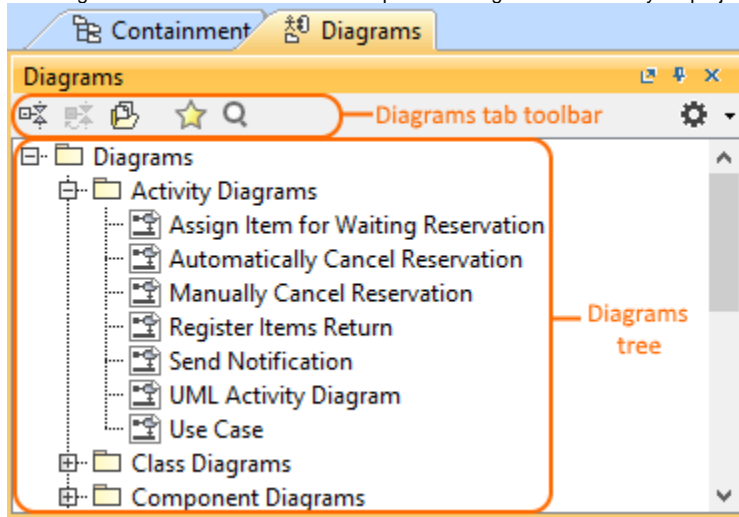 Containment
Diagrams
Diagrams
Diagrams tab toolbar
Diagrams
Activity Diagrams
Assign Item for Waiting Reservation
Automatically Cancel Reservation
Manually Cancel Reservation
Register Items Return
Send Notification
UML Activity Diagram
Use Case
Class Diagrams
Component Diagrams
Diagrams
tree